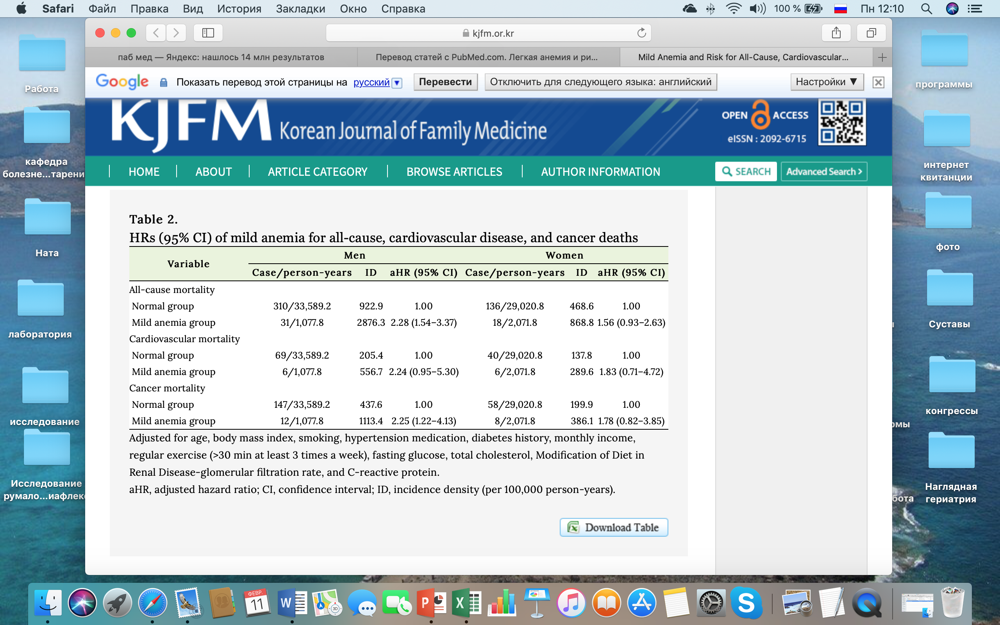 Safari Файл Правка Вид История Закладки Окно Справка 100 % Пн 12:10
kjfm.or.kr
паб мед — Яндекс: нашлось 14 млн результатов Перевод статей с PubMed.com. Легкая анемия и ри... Mild Anemia and Risk for All-Cause, Cardiovascular...
Google Показать перевод этой страницы на русский Перевести Отключить для следующего языка: английский Настройки
KJFM Korean Journal of Family Medicine
OPEN ACCESS
eISSN : 2092-6715
HOME ABOUT ARTICLE CATEGORY BROWSE ARTICLES AUTHOR INFORMATION SEARCH Advanced Search >
Table 2.
HRs (95% CI) of mild anemia for all-cause, cardiovascular disease, and cancer deaths
Variable Men Women
Case/person-years ID aHR (95% CI) Case/person-years ID aHR (95% CI)
All-cause mortality
Normal group 310/33,589.2 922.9 1.00 136/29,020.8 468.6 1.00
Mild anemia group 31/1,077.8 2876.3 2.28 (1.54–3.37) 18/2,071.8 868.8 1.56 (0.93–2.63)
Cardiovascular mortality
Normal group 69/33,589.2 205.4 1.00 40/29,020.8 137.8 1.00
Mild anemia group 6/1,077.8 556.7 2.24 (0.95–5.30) 6/2,071.8 289.6 1.83 (0.71–4.72)
Cancer mortality
Normal group 147/33,589.2 437.6 1.00 58/29,020.8 199.9 1.00
Mild anemia group 12/1,077.8 1113.4 2.25 (1.22–4.13) 8/2,071.8 386.1 1.78 (0.82–3.85)
Adjusted for age, body mass index, smoking, hypertension medication, diabetes history, monthly income,
regular exercise (>30 min at least 3 times a week), fasting glucose, total cholesterol, Modification of Diet in
Renal Disease-glomerular filtration rate, and C-reactive protein.
aHR, adjusted hazard ratio; CI, confidence interval; ID, incidence density (per 100,000 person-years).
Download Table
Работа
кафедра
болезне...тарени
Ната
лаборатория
исследование
Исследование
румало...иафлекс
программы
интернет
квитанции
фото
Суставы
конгрессы
Наглядная
гериатрия
бота
ФЕВР.
11
W
3D
P
X
S